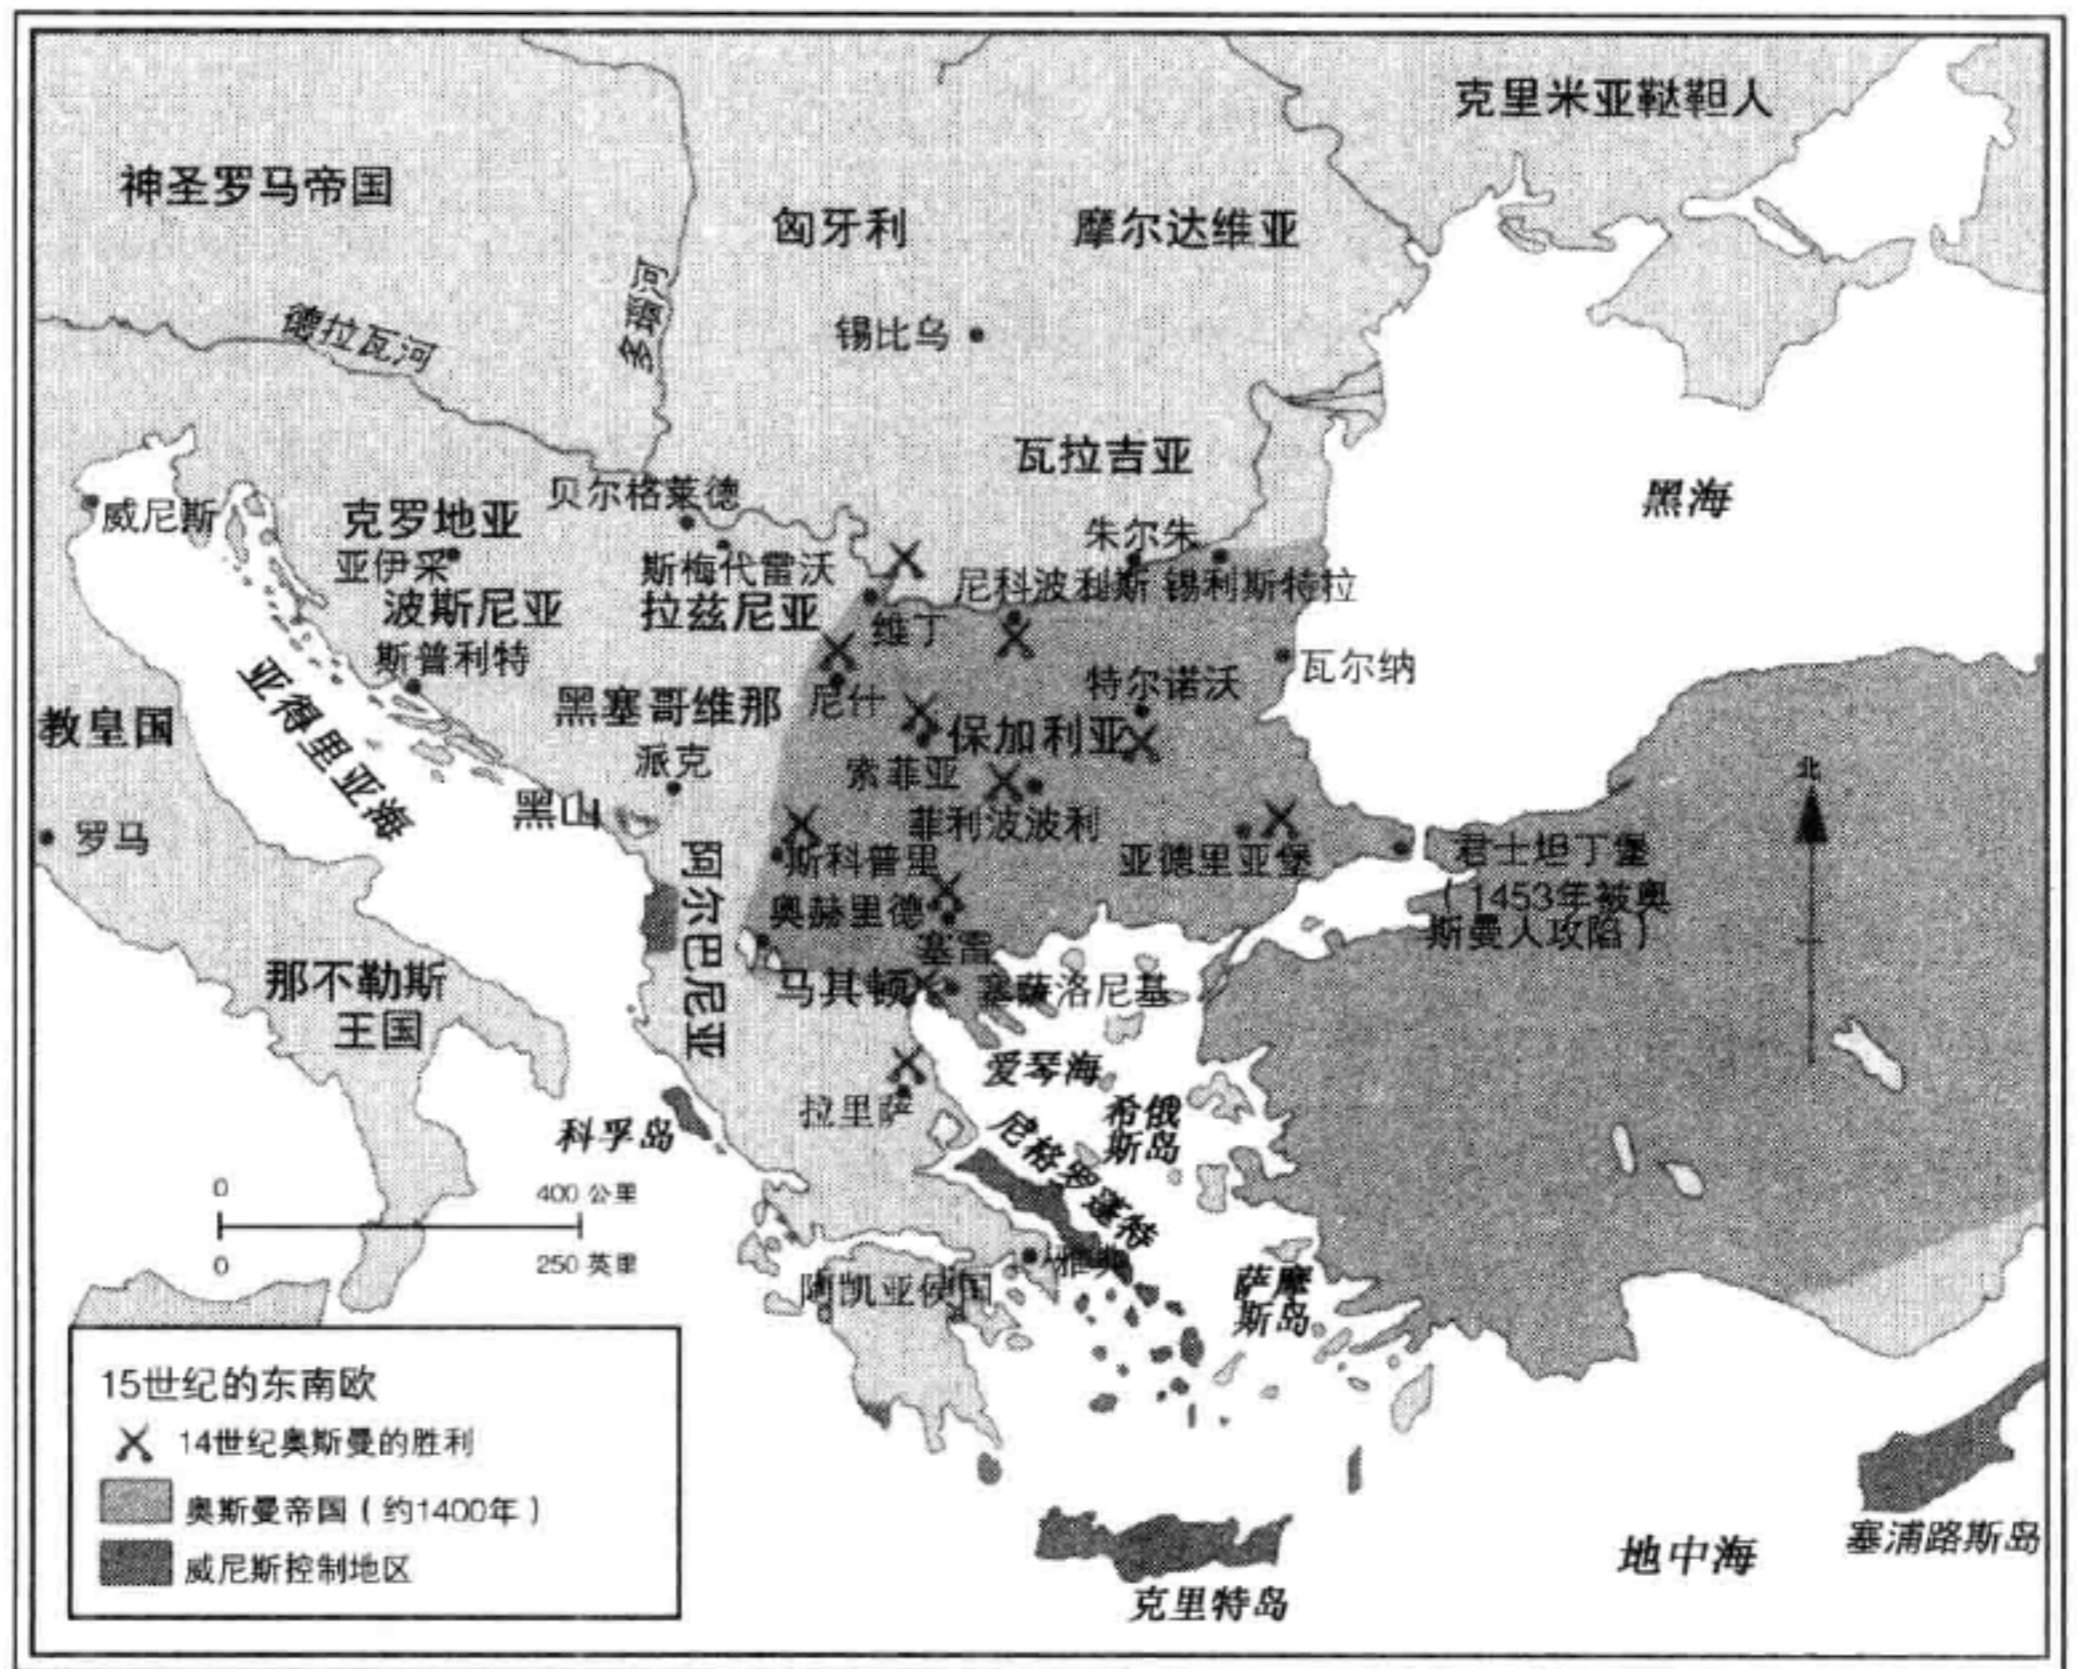 克里米亚鞑靼人
神圣罗马帝国
匈牙利
摩尔达维亚
多瑙河
德拉瓦河
锡比乌
瓦拉吉亚
黑海
威尼斯
克罗地亚
贝尔格莱德
朱尔朱
亚伊采
斯梅代雷沃
尼科波利斯
锡利斯特拉
波斯尼亚
拉兹尼亚
维丁
斯普利特
特尔诺沃
瓦尔纳
亚得里亚海
黑塞哥维那
尼什
教皇国
保加利亚
派克
索菲亚
北
黑山
罗马
菲利波波利
斯科普里
亚德里亚堡
君士坦丁堡
（1453年被奥
斯曼人攻陷）
阿尔巴尼亚
奥赫里德
塞雷
那不勒斯
王国
马其顿
塞萨洛尼基
爱琴海
拉里萨
希俄
斯岛
科孚岛
尼格罗蓬特
0
400 公里
0
250 英里
雅典
阿凯亚侯国
萨摩
斯岛
15世纪的东南欧
14世纪奥斯曼的胜利
奥斯曼帝国（约1400年）
威尼斯控制地区
克里特岛
地中海
塞浦路斯岛